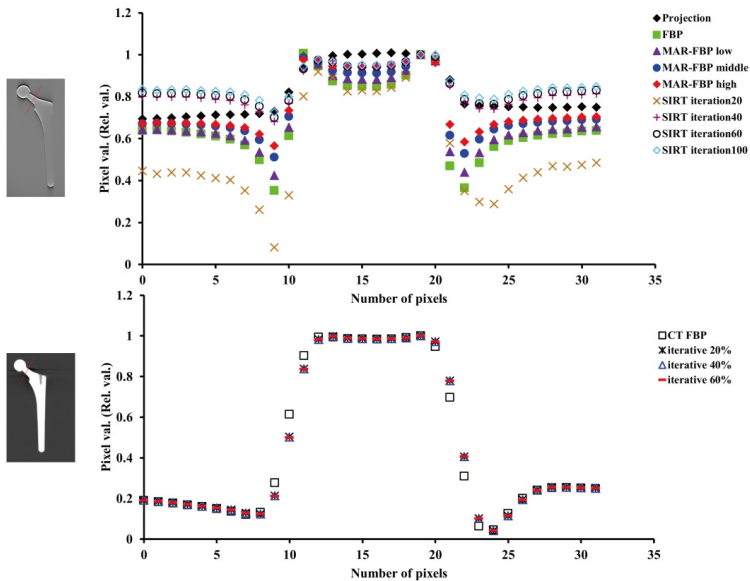 1.2
1
0.8
0.6
0.4
0.2
0
Pixel val. (Rel. val.)
0 5 10 15 20 25 30 35
Number of pixels
Projection
FBP
MAR-FBP low
MAR-FBP middle
MAR-FBP high
SIRT iteration20
SIRT iteration40
SIRT iteration60
SIRT iteration100
1.2
1
0.8
0.6
0.4
0.2
0
Pixel val. (Rel. val.)
0 5 10 15 20 25 30 35
Number of pixels
CT FBP
iterative 20%
iterative 40%
iterative 60%